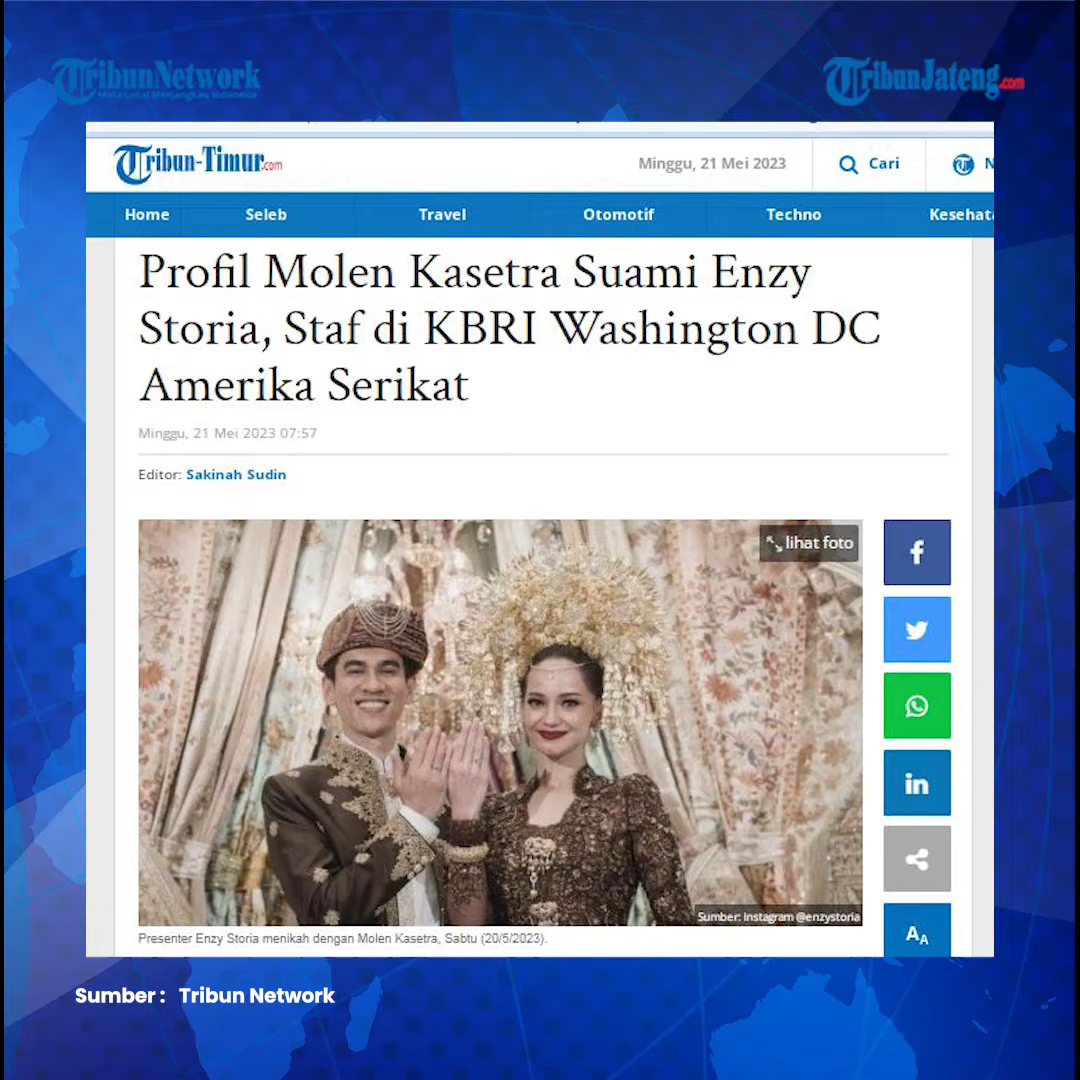 TribunNetwork
TribunJateng.com
Tribun-Timur.com
Minggu, 21 Mei 2023
Cari
N
Home Seleb Travel Otomotif Techno Kesehata
Profil Molen Kasetra Suami Enzy
Storia, Staf di KBRI Washington DC
Amerika Serikat
Minggu, 21 Mei 2023 07:57
Editor: Sakinah Sudin
lihat foto
Sumber: Instagram @enzystoria
Presenter Enzy Storia menikah dengan Molen Kasetra, Sabtu (20/5/2023).
AA
Sumber : Tribun Network